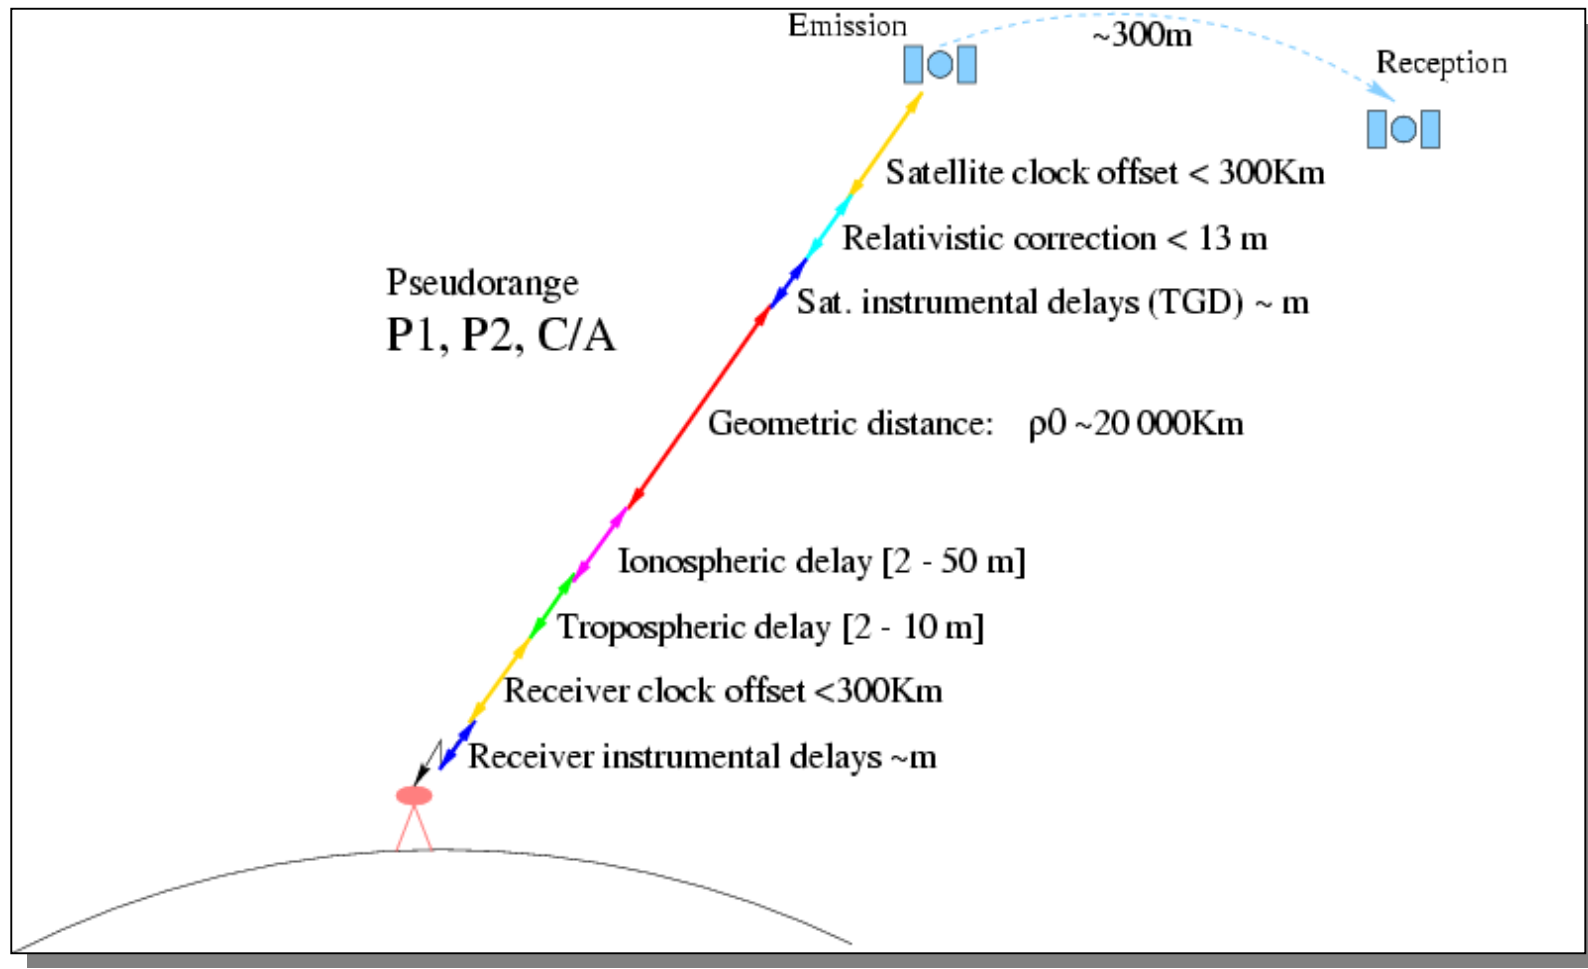 Emission
~300m
Reception
Satellite clock offset < 300Km
Relativistic correction < 13 m
Pseudorange
P1, P2, C/A
Sat. instrumental delays (TGD) ~ m
Geometric distance: ρ0 ~20 000Km
Ionospheric delay [2 - 50 m]
Tropospheric delay [2 - 10 m]
Receiver clock offset <300Km
Receiver instrumental delays ~m